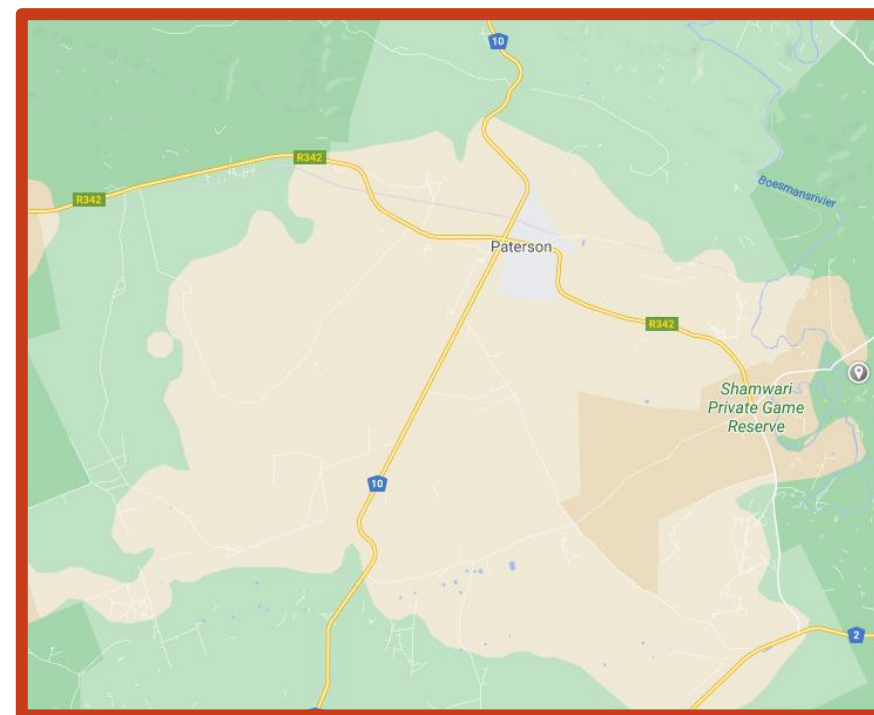 10
R342
R342
Boesmansrivier
Paterson
R342
Shamwari
Private Game
Reserve
10
2